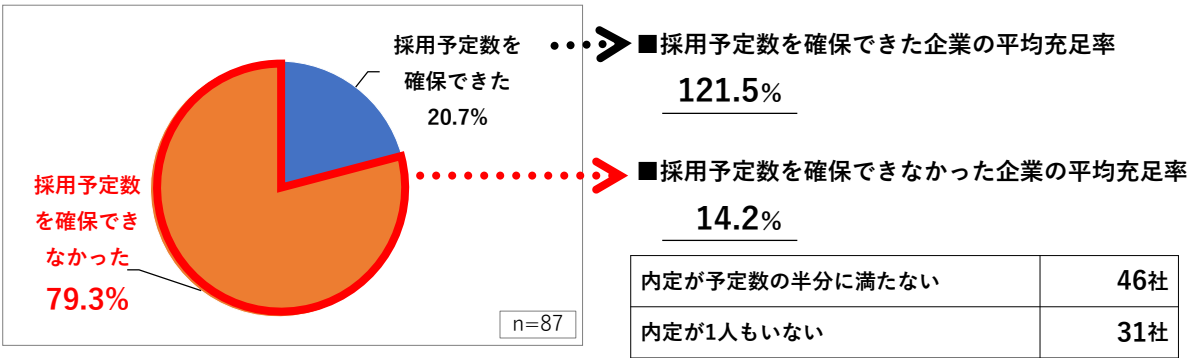 採用予定数を
確保できた
20.7%
採用予定数
を確保でき
なかった
79.3%
n=87
■採用予定数を確保できた企業の平均充足率
121.5%
■採用予定数を確保できなかった企業の平均充足率
14.2%
内定が予定数の半分に満たない 46社
内定が1人もいない 31社